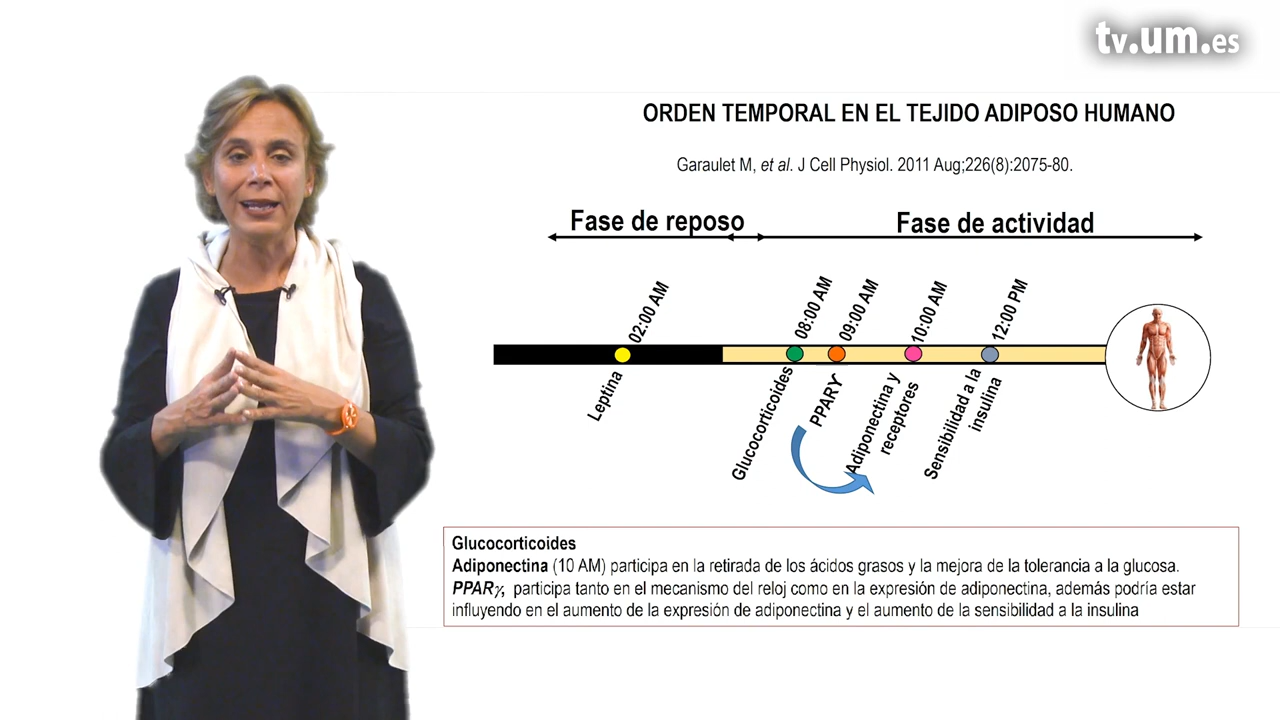 tv.um.es
ORDEN TEMPORAL EN EL TEJIDO ADIPOSO HUMANO
Garaulet M, et al. J Cell Physiol. 2011 Aug;226(8):2075-80.
Fase de reposo
Fase de actividad
02:00 AM
08:00 AM
09:00 AM
10:00 AM
12:00 PM
Leptina
Glucocorticoides
PPARγ
Adiponectina y
receptores
Sensibilidad a la
insulina
Glucocorticoides
Adiponectina (10 AM) participa en la retirada de los ácidos grasos y la mejora de la tolerancia a la glucosa.
PPARγ, participa tanto en el mecanismo del reloj como en la expresión de adiponectina, además podría estar
influyendo en el aumento de la expresión de adiponectina y el aumento de la sensibilidad a la insulina